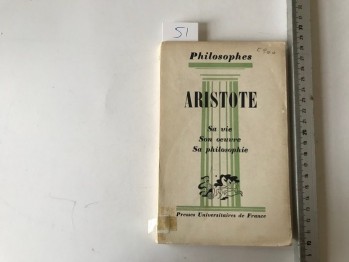 51
Philosophes
ARISTOTE
Sa vie
Son œuvre
Sa philosophie
Presses Universitaires de France